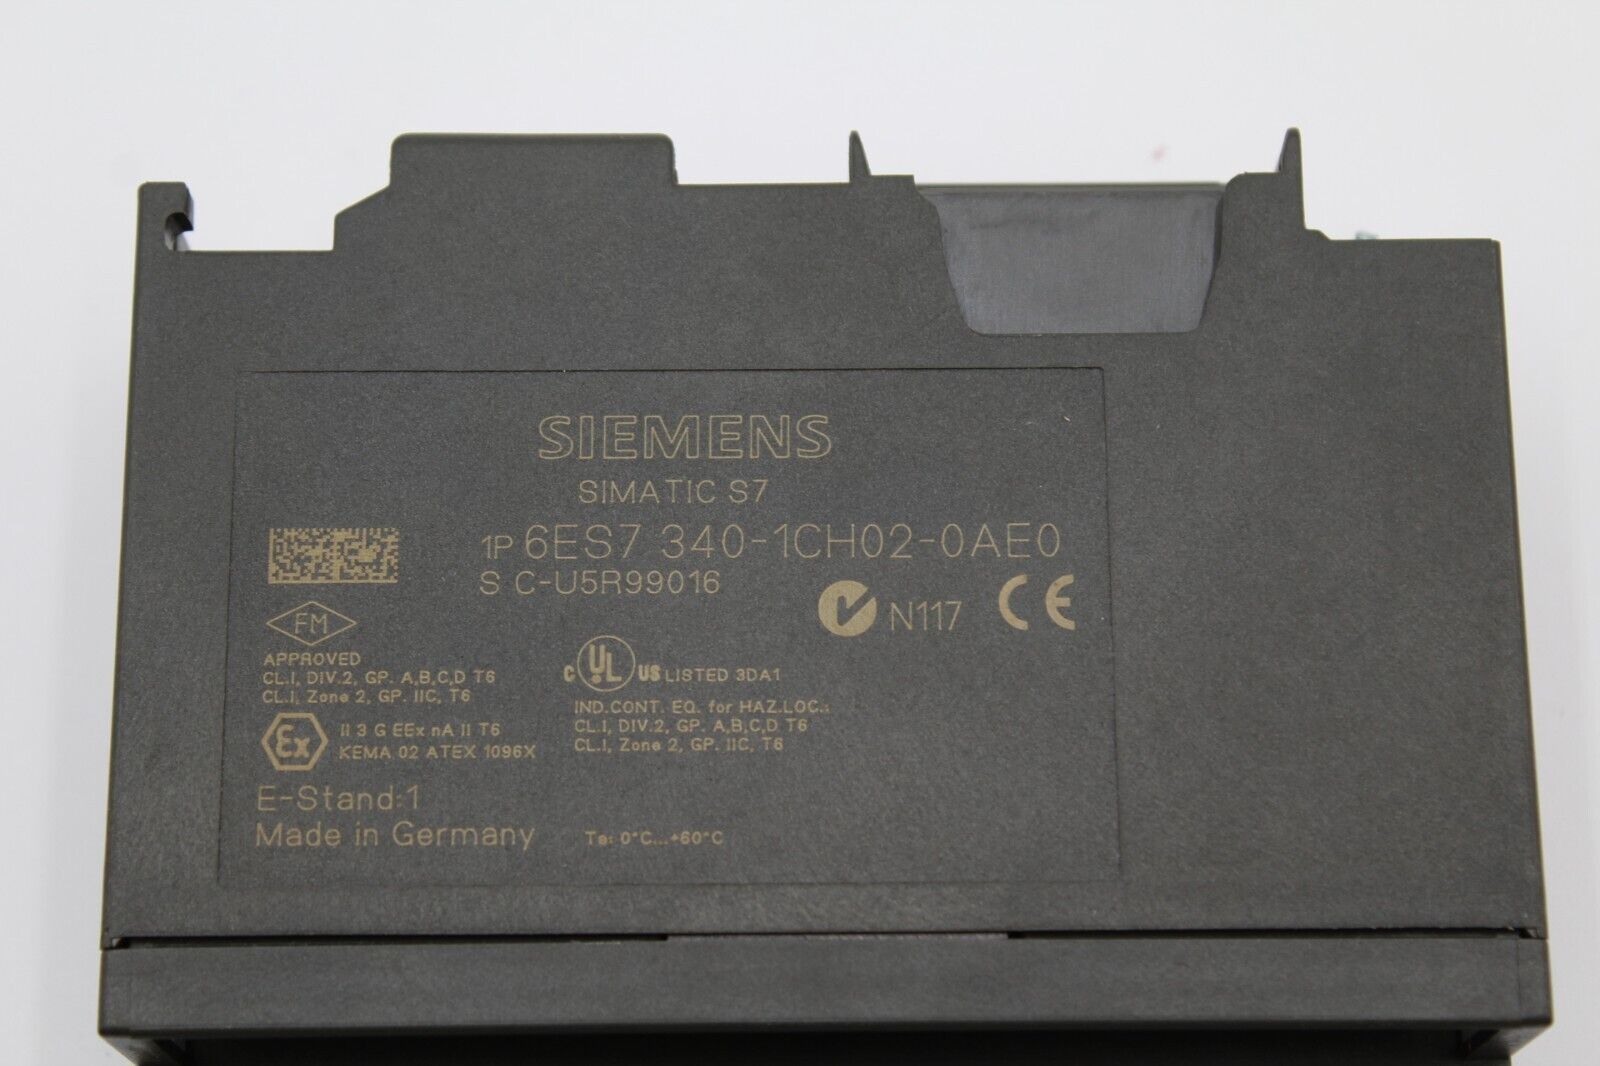 SIEMENS
SIMATIC S7
1P 6ES7 340-1CH02-0AE0
S C-U5R99016
N117 CE
FM
APPROVED
CL.I, DIV.2, GP. A,B,C,D T6
CL.I, Zone 2, GP. IIC, T6
Ex
II 3 G EEx nA II T6
KEMA 02 ATEX 1096X
C UL US LISTED 3DA1
IND.CONT. EQ. for HAZ.LOC.:
CL.I, DIV.2, GP. A,B,C,D T6
CL.I, Zone 2, GP. IIC, T6
E-Stand:1
Made in Germany
Ta: 0°C...+60°C